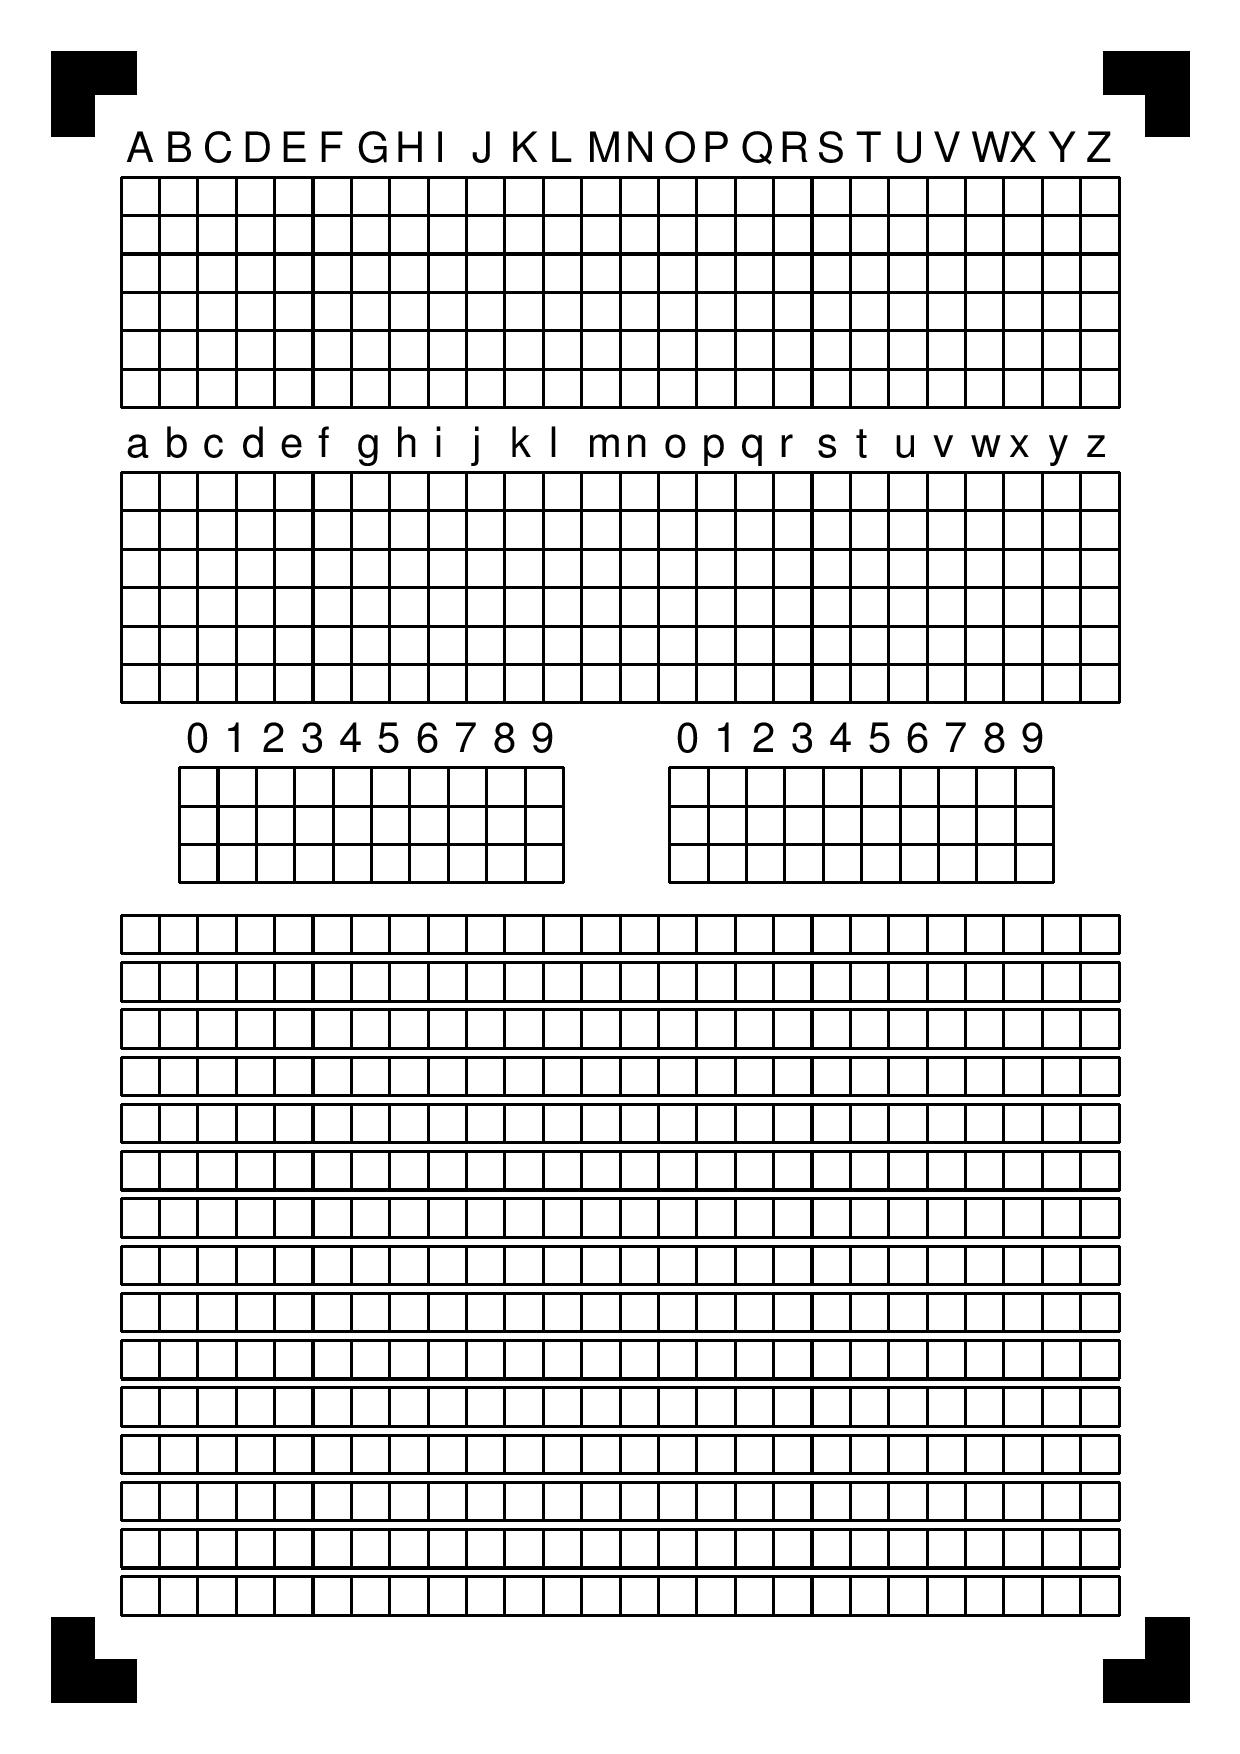 A B C D E F G H I J K L M N O P Q R S T U V W X Y Z
a b c d e f g h i j k l m n o p q r s t u v w x y z
0 1 2 3 4 5 6 7 8 9 0 1 2 3 4 5 6 7 8 9